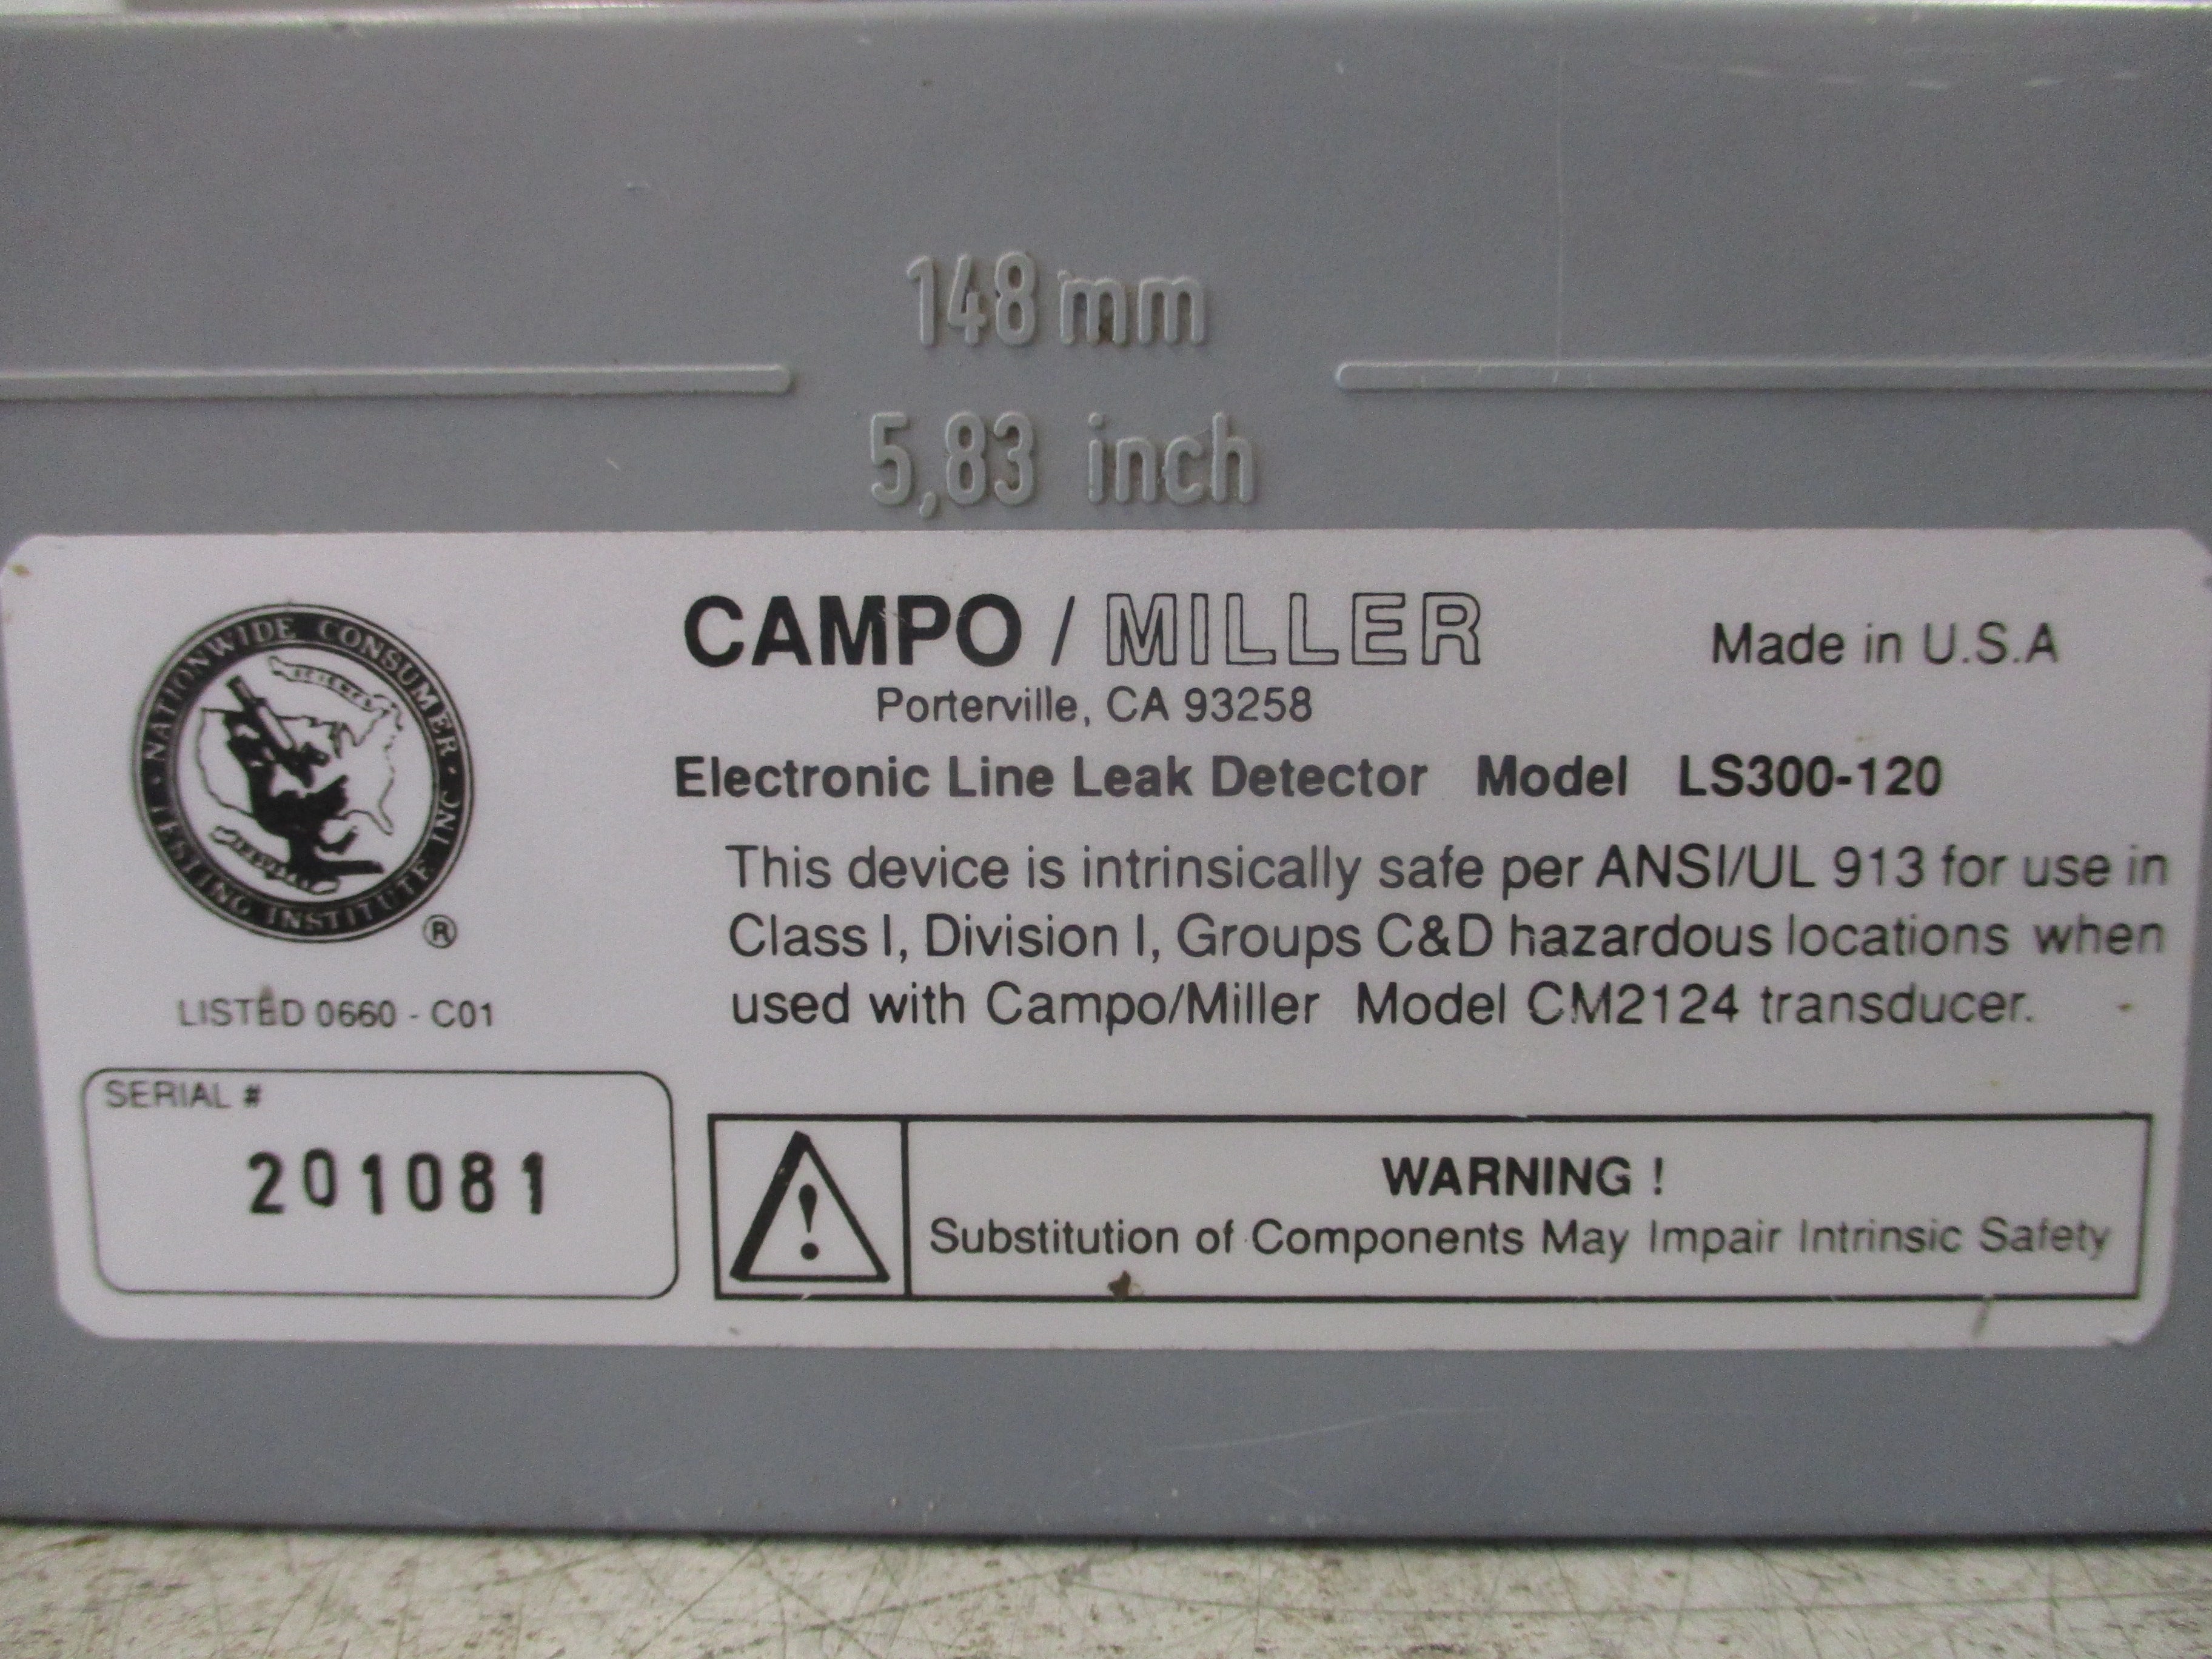 148 mm
5,83 inch
NATIONWIDE CONSUMER TESTING INSTITUTE INC
SCIENCE
®
LISTED 0660 - C01
CAMPO / MILLER
Made in U.S.A
Porterville, CA 93258
Electronic Line Leak Detector Model LS300-120
This device is intrinsically safe per ANSI/UL 913 for use in
Class I, Division I, Groups C&D hazardous locations when
used with Campo/Miller Model CM2124 transducer.
SERIAL #
201081
WARNING !
Substitution of Components May Impair Intrinsic Safety